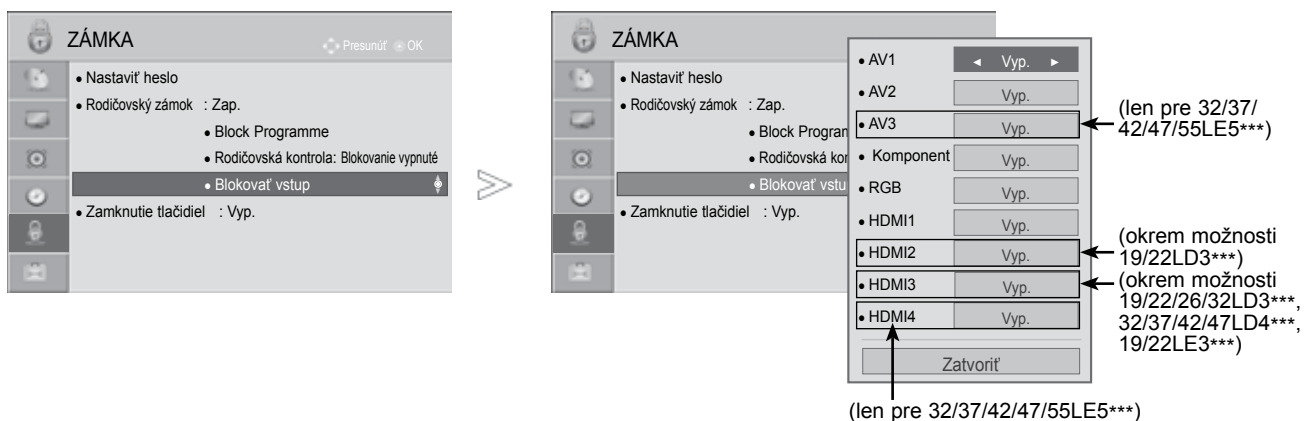 ZÁMKA
Presunúť OK
• Nastaviť heslo
• Rodičovský zámok : Zap.
• Block Programme
• Rodičovská kontrola: Blokovanie vypnuté
• Blokovať vstup
• Zamknutie tlačidiel : Vyp.
ZÁMKA
• Nastaviť heslo
• Rodičovský zámok : Zap.
• Block Progran
• Rodičovská kor
• Blokovať vstu
• Zamknutie tlačidiel : Vyp.
• AV1 ◄ Vyp. ►
• AV2 Vyp.
• AV3 Vyp.
• Komponent Vyp.
• RGB Vyp.
• HDMI1 Vyp.
• HDMI2 Vyp.
• HDMI3 Vyp.
• HDMI4 Vyp.
Zatvoriť
(len pre 32/37/
42/47/55LE5***)
(okrem možnosti
19/22LD3***)
(okrem možnosti
19/22/26/32LD3***,
32/37/42/47LD4***,
19/22LE3***)
(len pre 32/37/42/47/55LE5***)